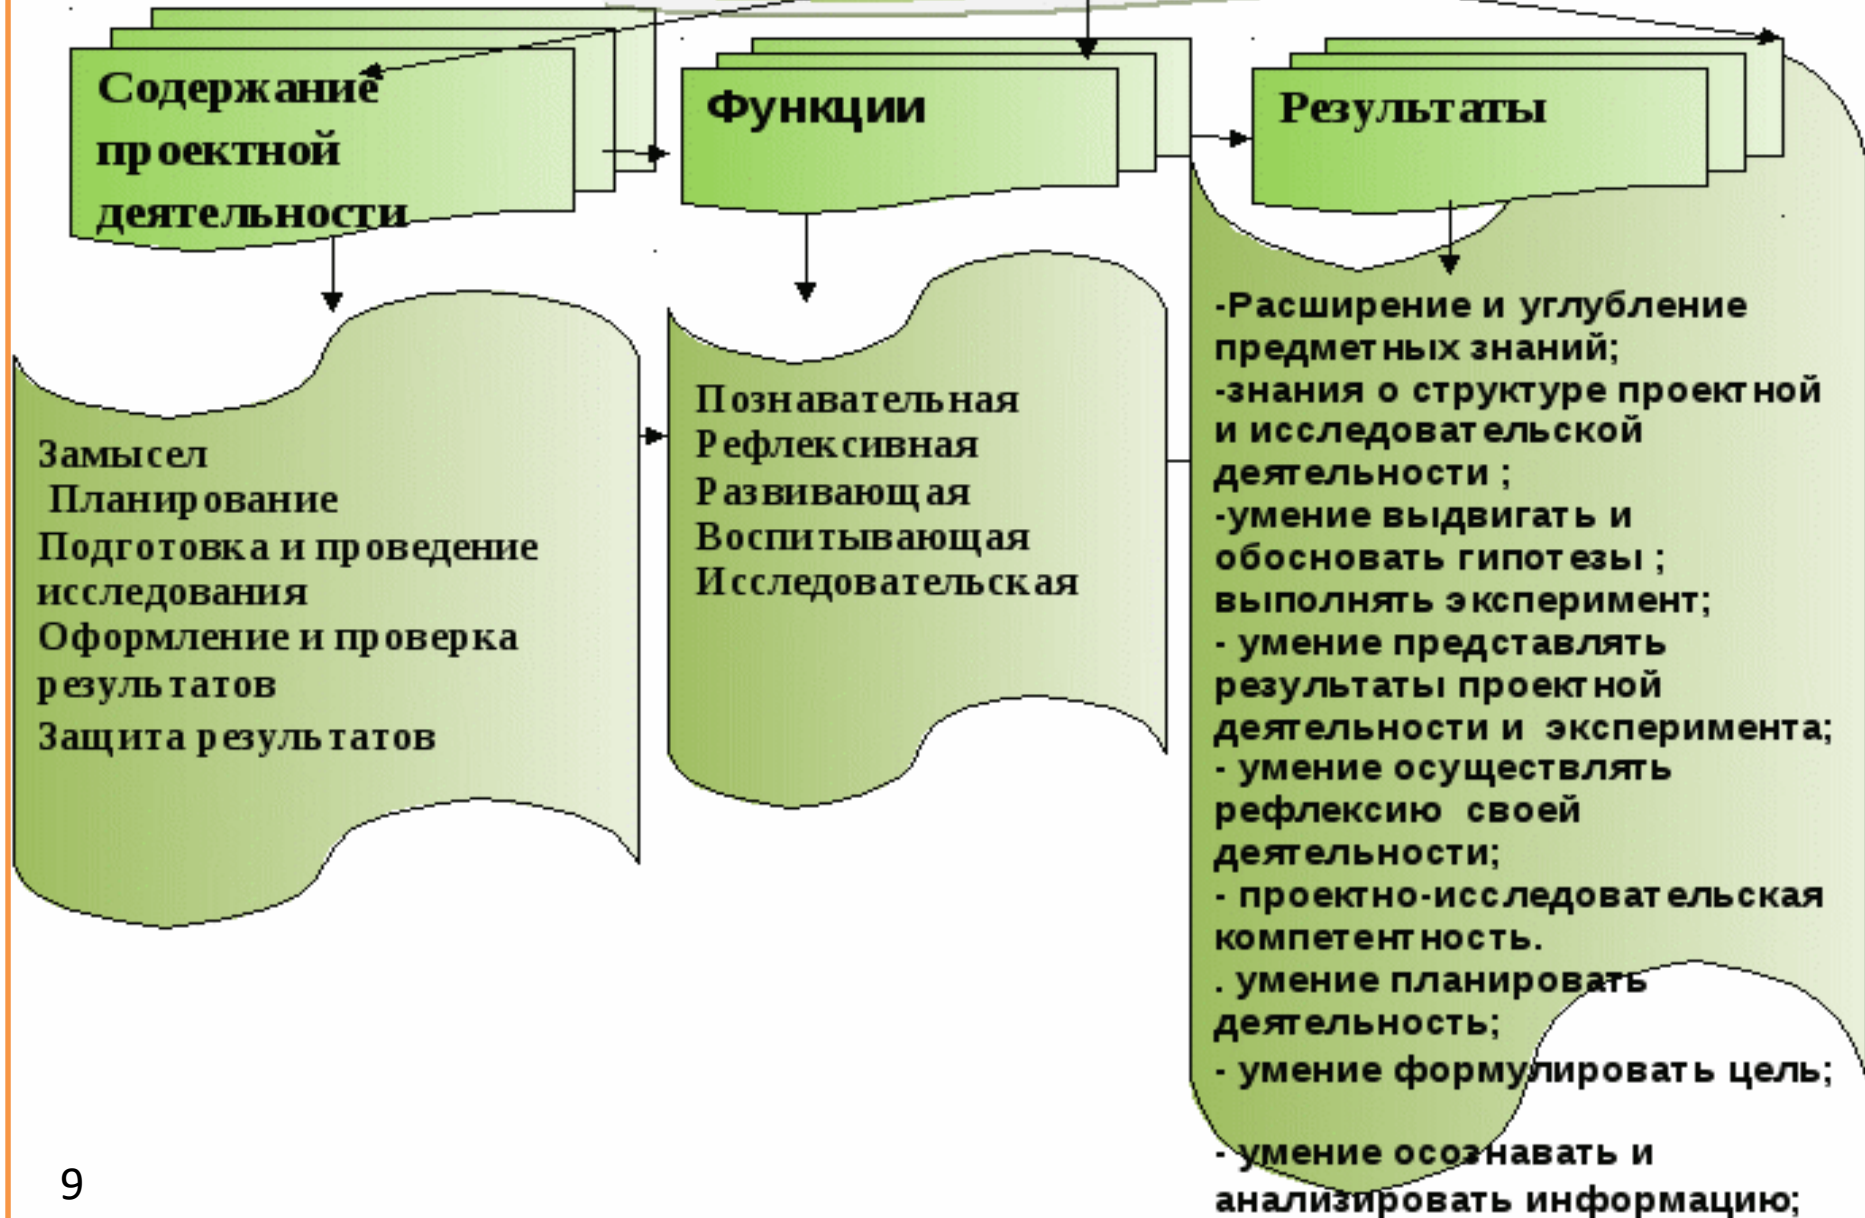 Содержание
проектной
деятельности
Функции
Результаты
Замысел
Планирование
Подготовка и проведение
исследования
Оформление и проверка
результатов
Защита результатов
Познавательная
Рефлексивная
Развивающая
Воспитывающая
Исследовательская
-Расширение и углубление
предметных знаний;
-знания о структуре проектной
и исследовательской
деятельности ;
-умение выдвигать и
обосновать гипотезы ;
выполнять эксперимент;
- умение представлять
результаты проектной
деятельности и эксперимента;
- умение осуществлять
рефлексию своей
деятельности;
- проектно-исследовательская
компетентность.
. умение планировать
деятельность;
- умение формулировать цель;
- умение осознавать и
анализировать информацию;
9